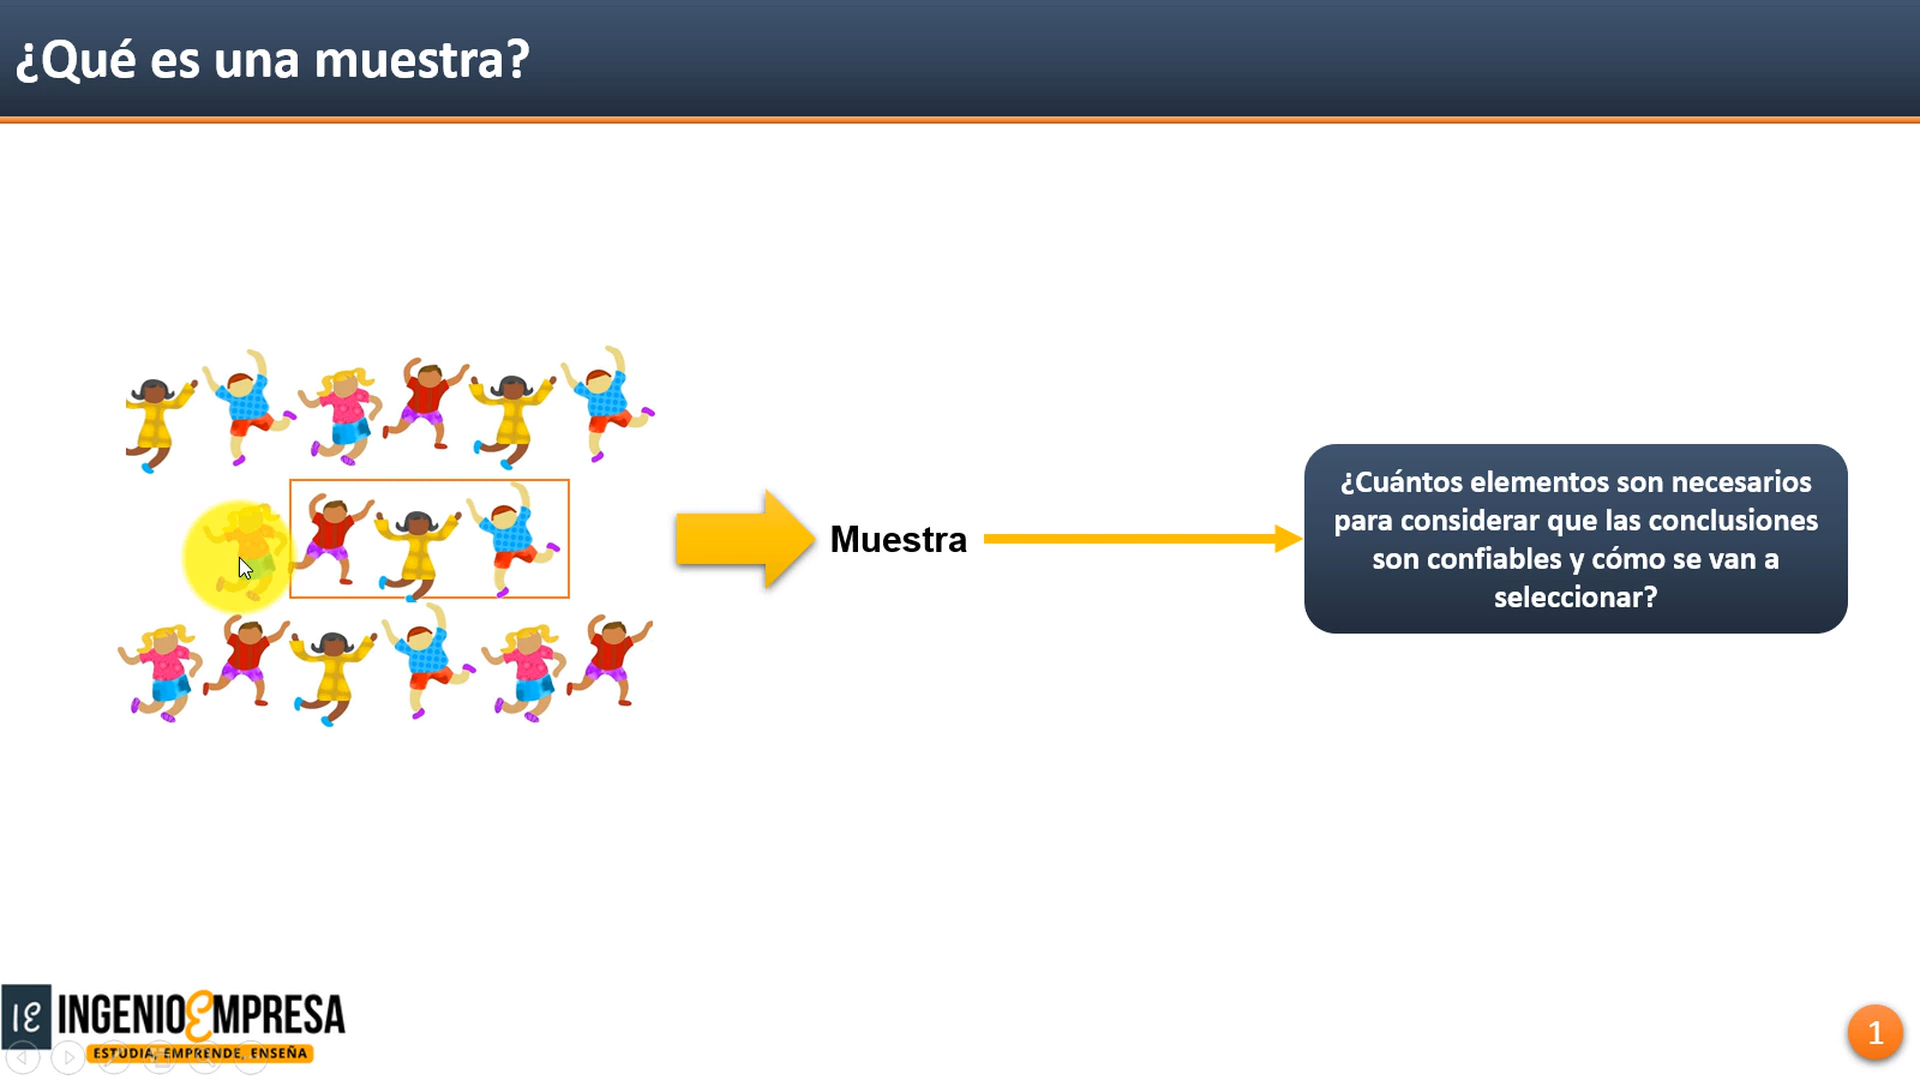 ¿Qué es una muestra?
Muestra
¿Cuántos elementos son necesarios
para considerar que las conclusiones
son confiables y cómo se van a
seleccionar?
IE INGENIOEMPRESA
ESTUDIA, EMPRENDE, ENSEÑA
1